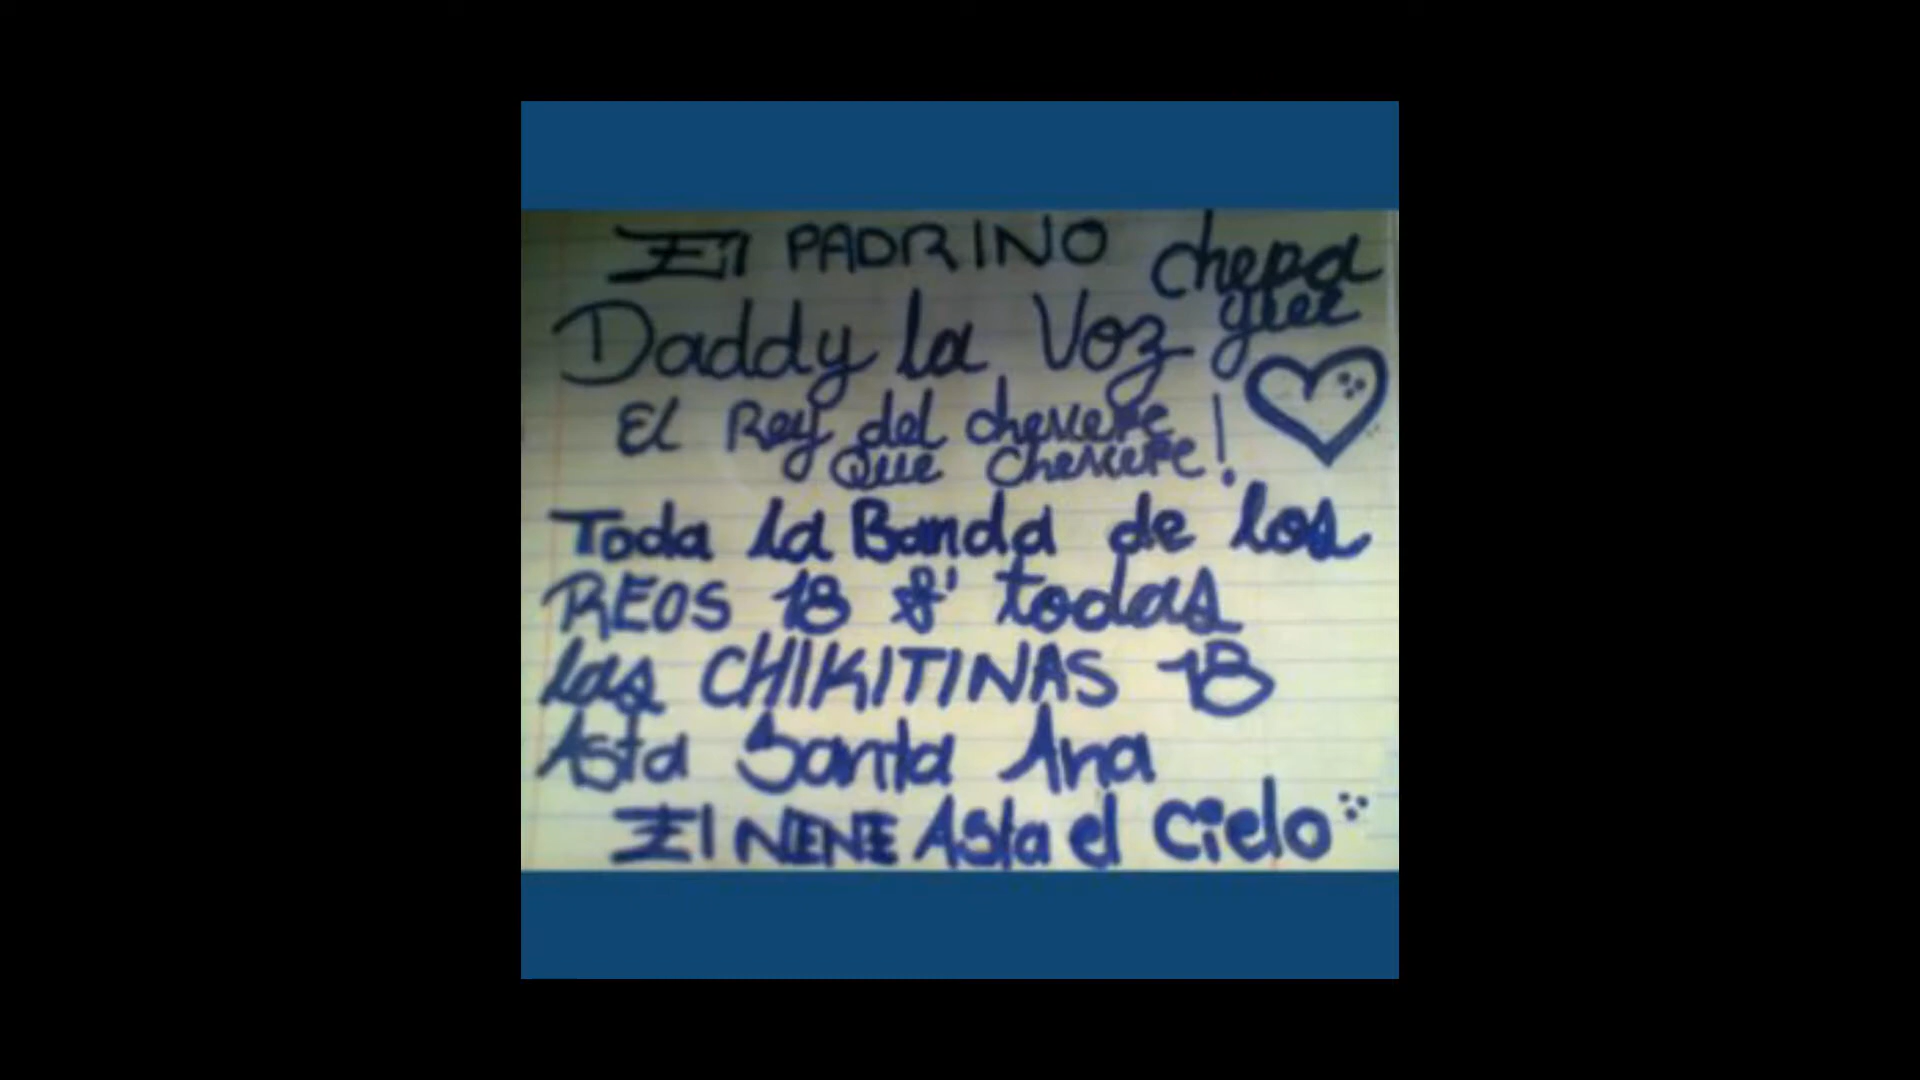 El PADRINO chepa
Daddy la Voz
El Rey del chevere
Que Chevere!
Toda la Banda de los
REOS 18 & todas
las CHIKITINAS 18
Asta Santa Ana
El NENE Asta el Cielo